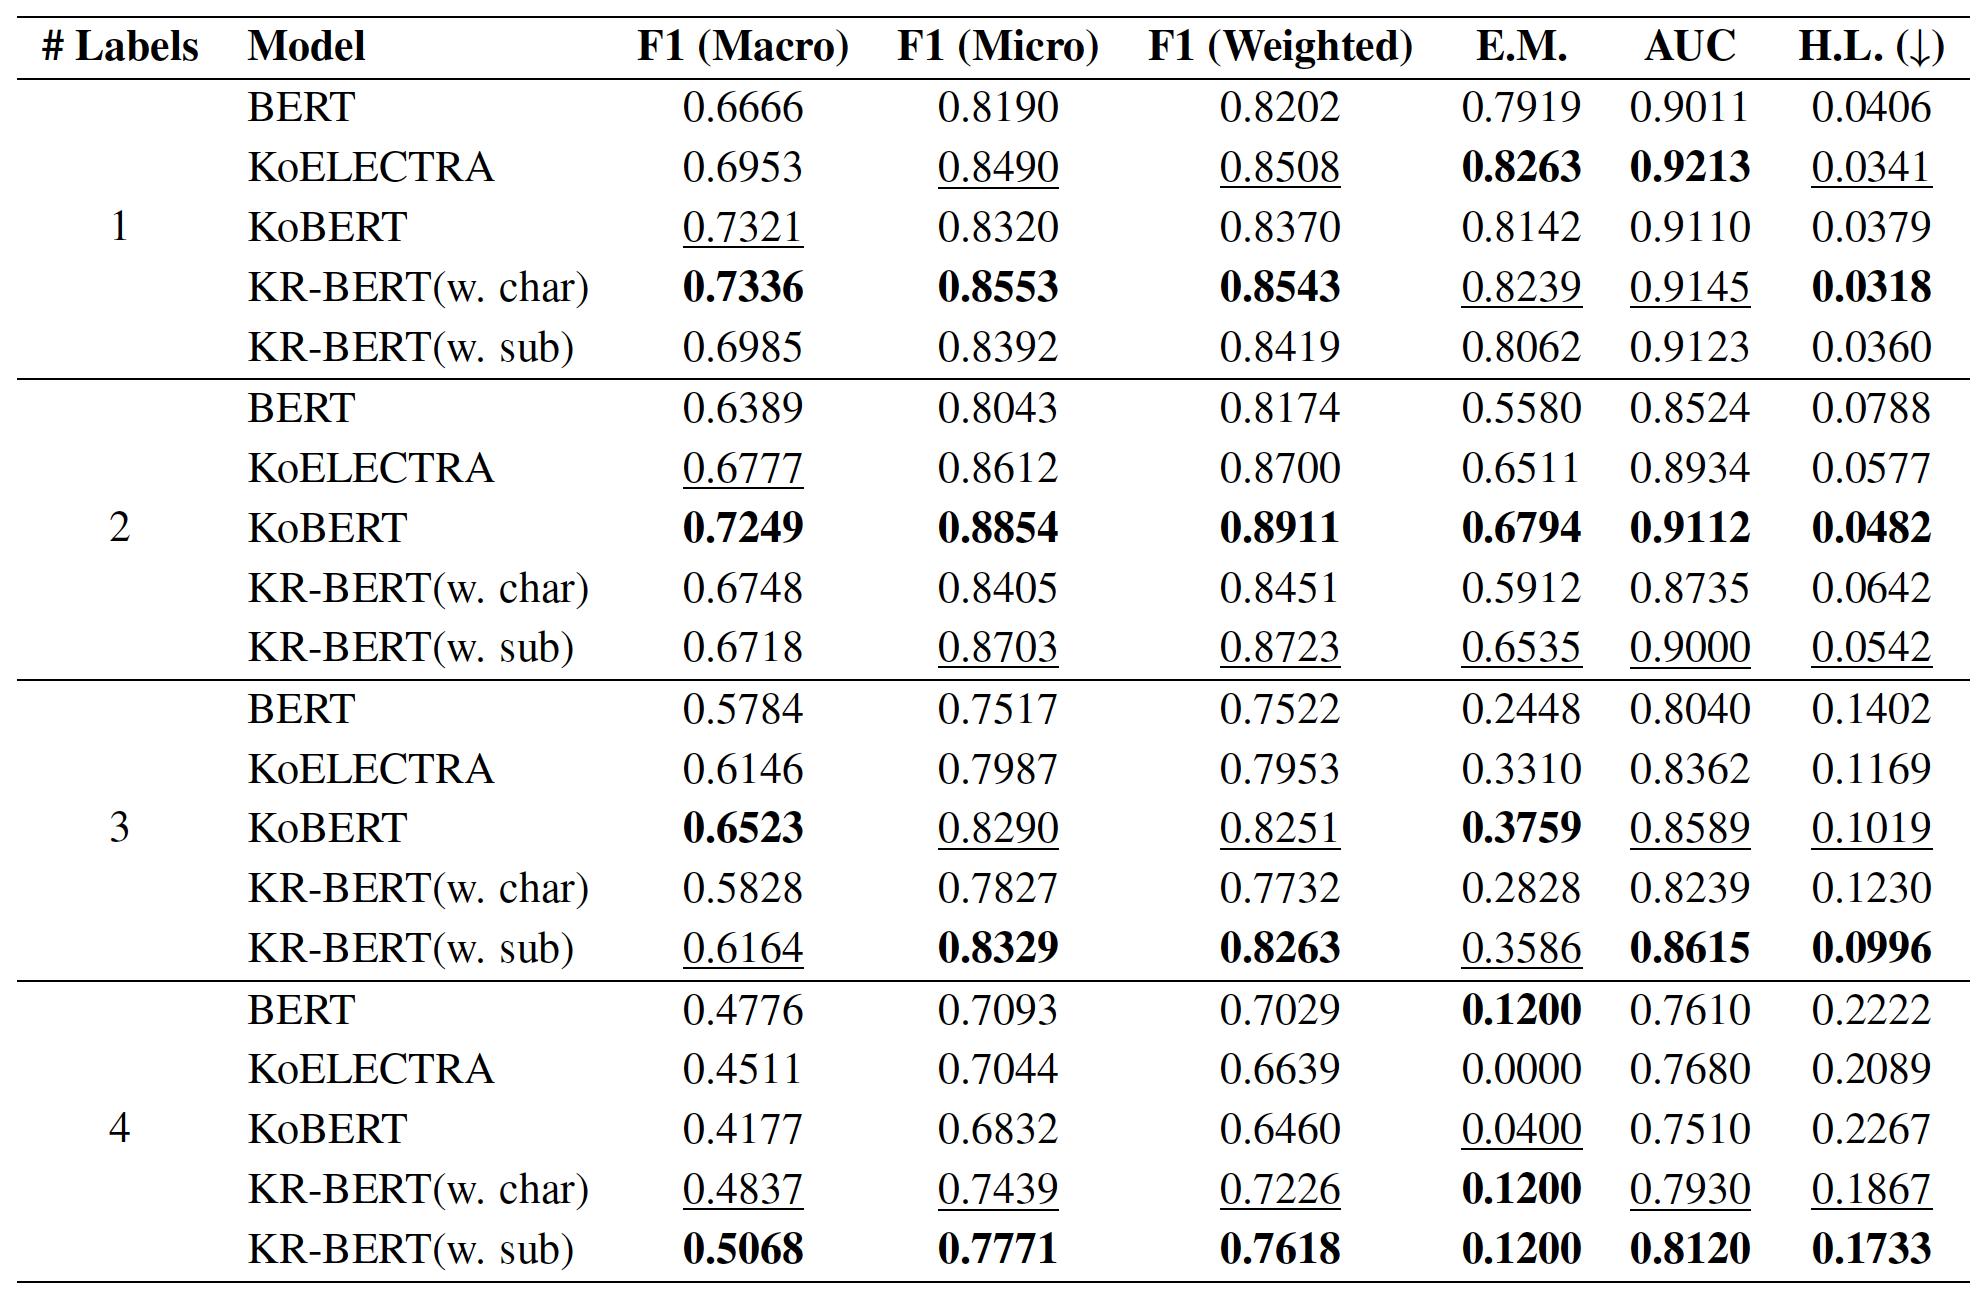 # Labels Model F1 (Macro) F1 (Micro) F1 (Weighted) E.M. AUC H.L. (↓)
BERT 0.6666 0.8190 0.8202 0.7919 0.9011 0.0406
KoELECTRA 0.6953 0.8490 0.8508 0.8263 0.9213 0.0341
1 KoBERT 0.7321 0.8320 0.8370 0.8142 0.9110 0.0379
KR-BERT(w. char) 0.7336 0.8553 0.8543 0.8239 0.9145 0.0318
KR-BERT(w. sub) 0.6985 0.8392 0.8419 0.8062 0.9123 0.0360
BERT 0.6389 0.8043 0.8174 0.5580 0.8524 0.0788
KoELECTRA 0.6777 0.8612 0.8700 0.6511 0.8934 0.0577
2 KoBERT 0.7249 0.8854 0.8911 0.6794 0.9112 0.0482
KR-BERT(w. char) 0.6748 0.8405 0.8451 0.5912 0.8735 0.0642
KR-BERT(w. sub) 0.6718 0.8703 0.8723 0.6535 0.9000 0.0542
BERT 0.5784 0.7517 0.7522 0.2448 0.8040 0.1402
KoELECTRA 0.6146 0.7987 0.7953 0.3310 0.8362 0.1169
3 KoBERT 0.6523 0.8290 0.8251 0.3759 0.8589 0.1019
KR-BERT(w. char) 0.5828 0.7827 0.7732 0.2828 0.8239 0.1230
KR-BERT(w. sub) 0.6164 0.8329 0.8263 0.3586 0.8615 0.0996
BERT 0.4776 0.7093 0.7029 0.1200 0.7610 0.2222
KoELECTRA 0.4511 0.7044 0.6639 0.0000 0.7680 0.2089
4 KoBERT 0.4177 0.6832 0.6460 0.0400 0.7510 0.2267
KR-BERT(w. char) 0.4837 0.7439 0.7226 0.1200 0.7930 0.1867
KR-BERT(w. sub) 0.5068 0.7771 0.7618 0.1200 0.8120 0.1733